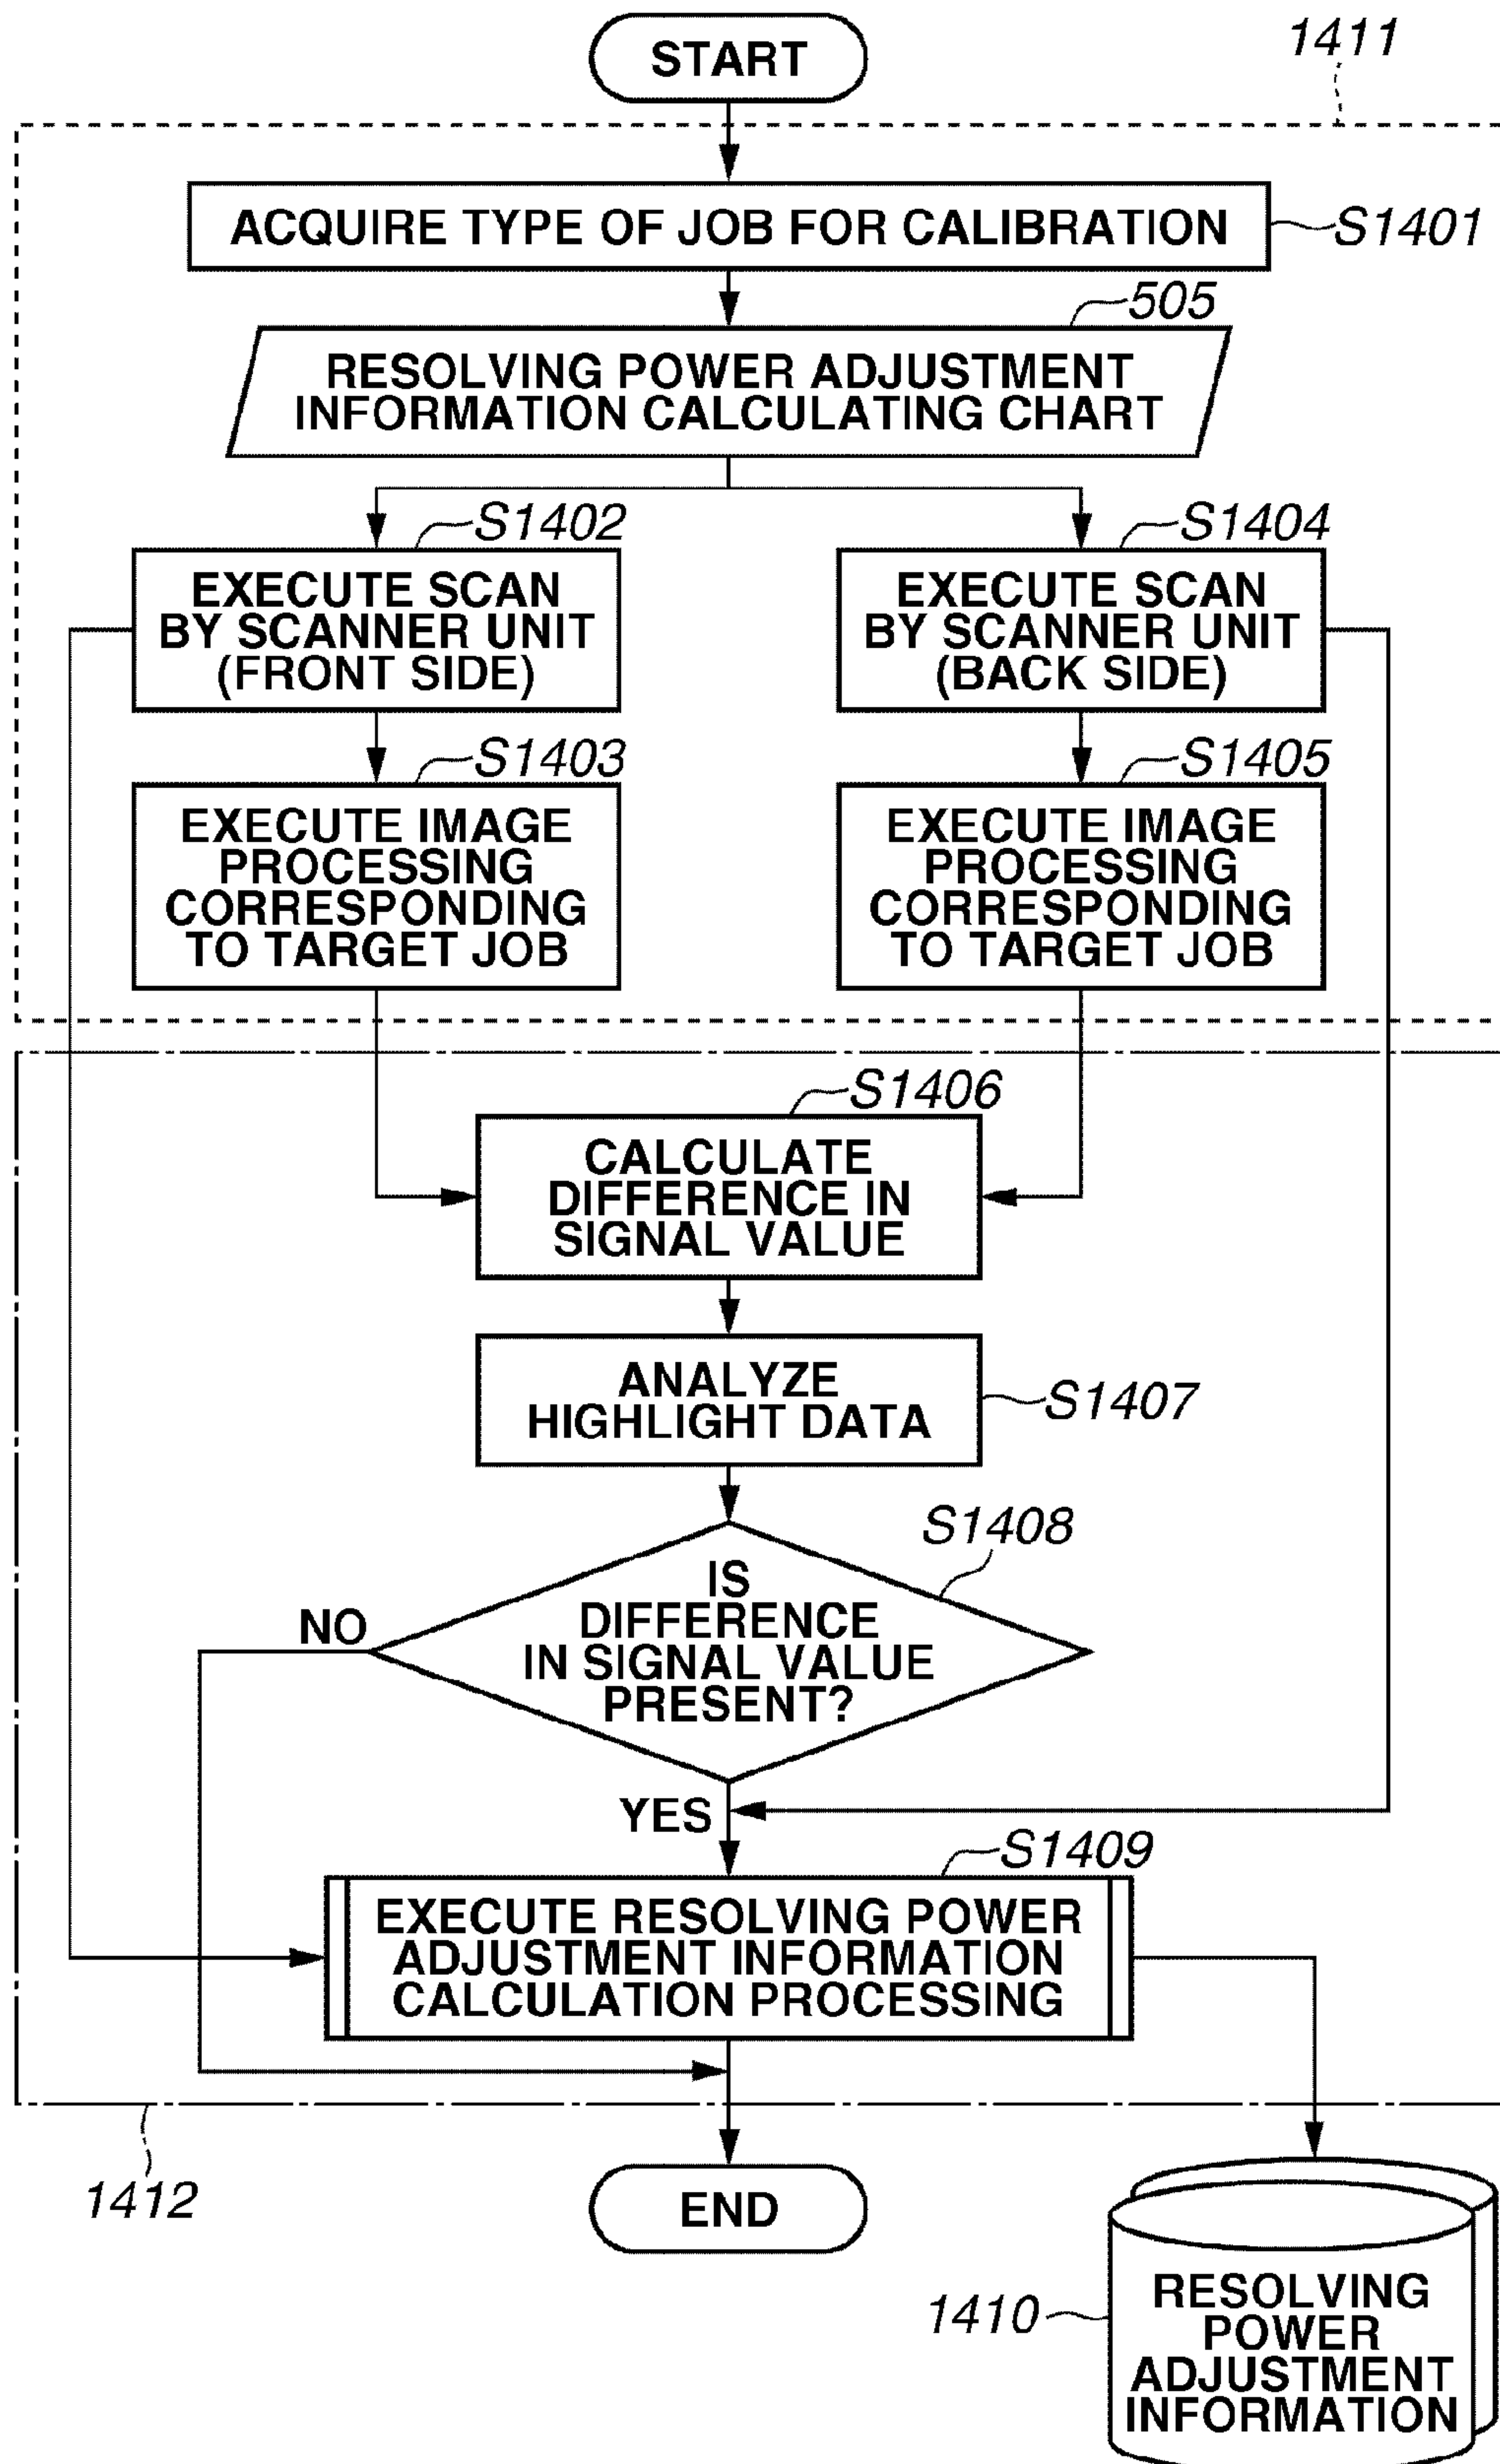 START
1411
ACQUIRE TYPE OF JOB FOR CALIBRATION
S1401
505
RESOLVING POWER ADJUSTMENT
INFORMATION CALCULATING CHART
S1402
EXECUTE SCAN
BY SCANNER UNIT
(FRONT SIDE)
S1404
EXECUTE SCAN
BY SCANNER UNIT
(BACK SIDE)
S1403
EXECUTE IMAGE
PROCESSING
CORRESPONDING
TO TARGET JOB
S1405
EXECUTE IMAGE
PROCESSING
CORRESPONDING
TO TARGET JOB
S1406
CALCULATE
DIFFERENCE IN
SIGNAL VALUE
ANALYZE
HIGHLIGHT DATA
S1407
S1408
IS
DIFFERENCE
IN SIGNAL VALUE
PRESENT?
NO
YES
S1409
EXECUTE RESOLVING POWER
ADJUSTMENT INFORMATION
CALCULATION PROCESSING
1412
END
1410
RESOLVING
POWER
ADJUSTMENT
INFORMATION